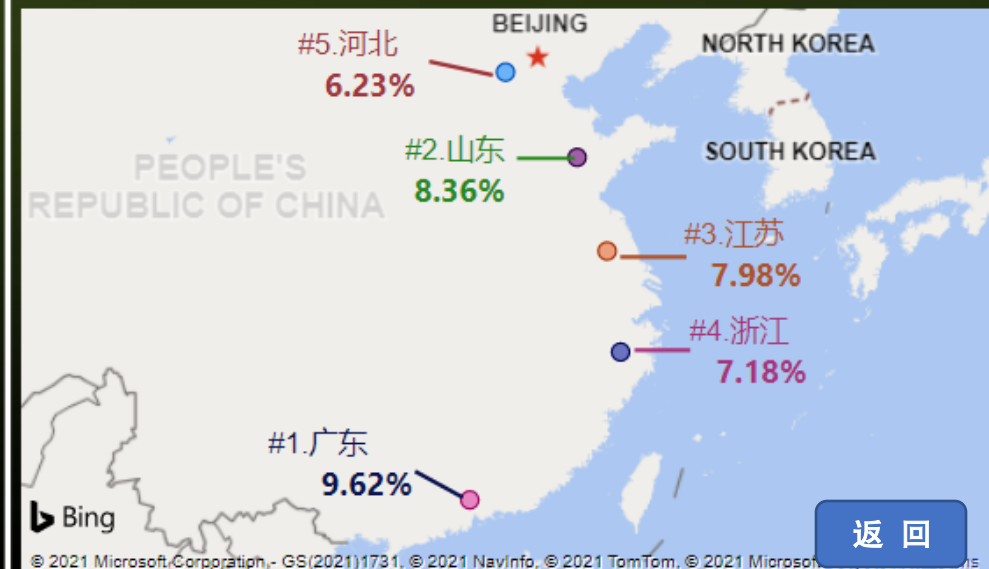 BEIJING
#5.河北
6.23%
NORTH KOREA
#2.山东
8.36%
SOUTH KOREA
PEOPLE'S
REPUBLIC OF CHINA
#3.江苏
7.98%
#4.浙江
7.18%
#1.广东
9.62%
Bing
返 回
© 2021 Microsoft Corporation - GS(2021)1731, © 2021 NavInfo, © 2021 TomTom, © 2021 Microsoft